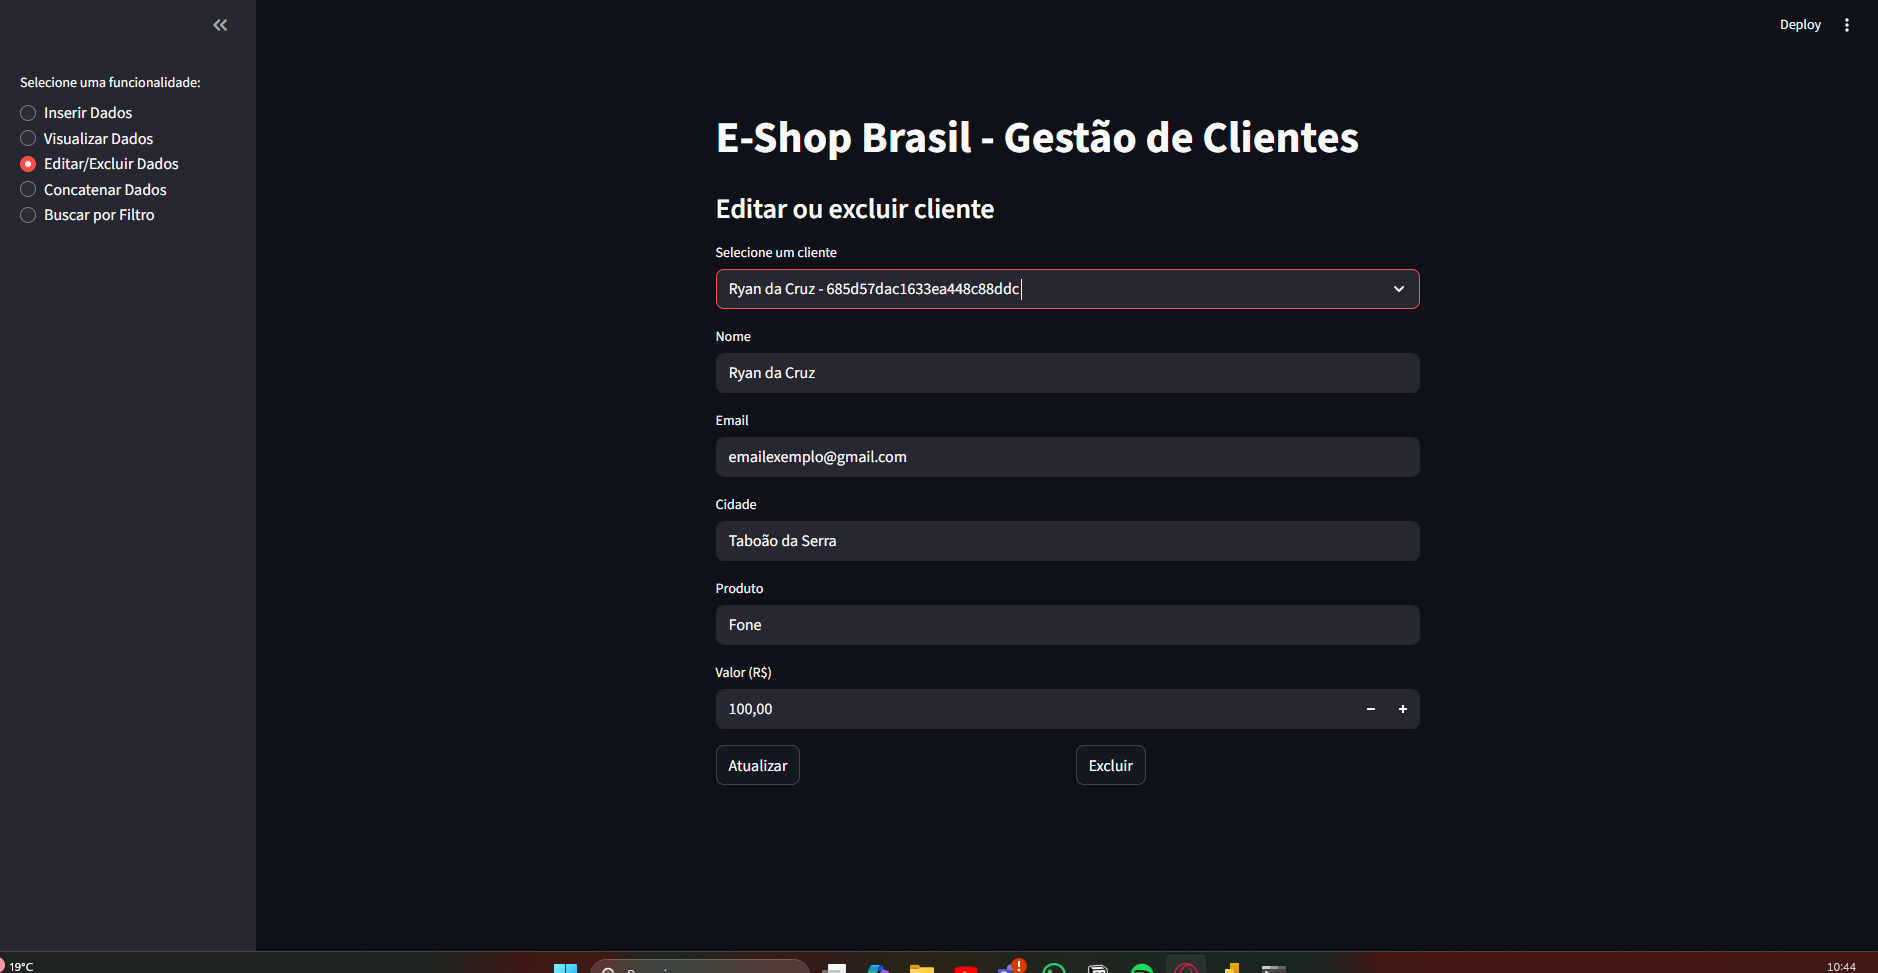 Deploy
Selecione uma funcionalidade:
Inserir Dados
Visualizar Dados
Editar/Excluir Dados
Concatenar Dados
Buscar por Filtro
E-Shop Brasil - Gestão de Clientes
Editar ou excluir cliente
Selecione um cliente
Ryan da Cruz - 685d57dac1633ea448c88ddc
Nome
Ryan da Cruz
Email
emailexemplo@gmail.com
Cidade
Taboão da Serra
Produto
Fone
Valor (R$)
100,00
Atualizar
Excluir
19°C
10:44